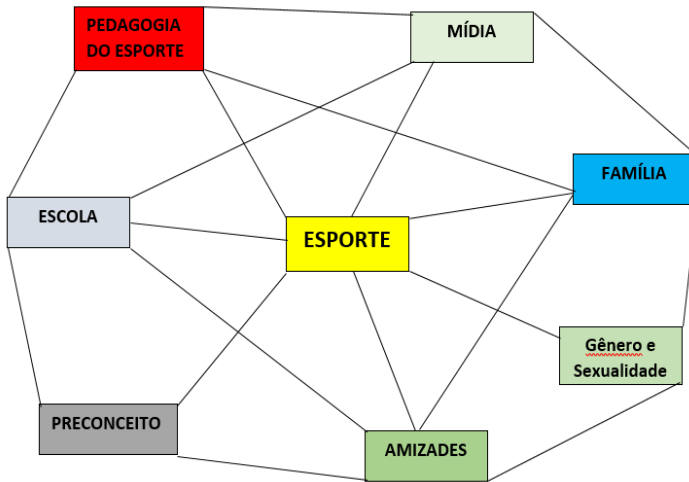 PEDAGOGIA
DO ESPORTE
MÍDIA
FAMÍLIA
ESCOLA
ESPORTE
Gênero e
Sexualidade
PRECONCEITO
AMIZADES